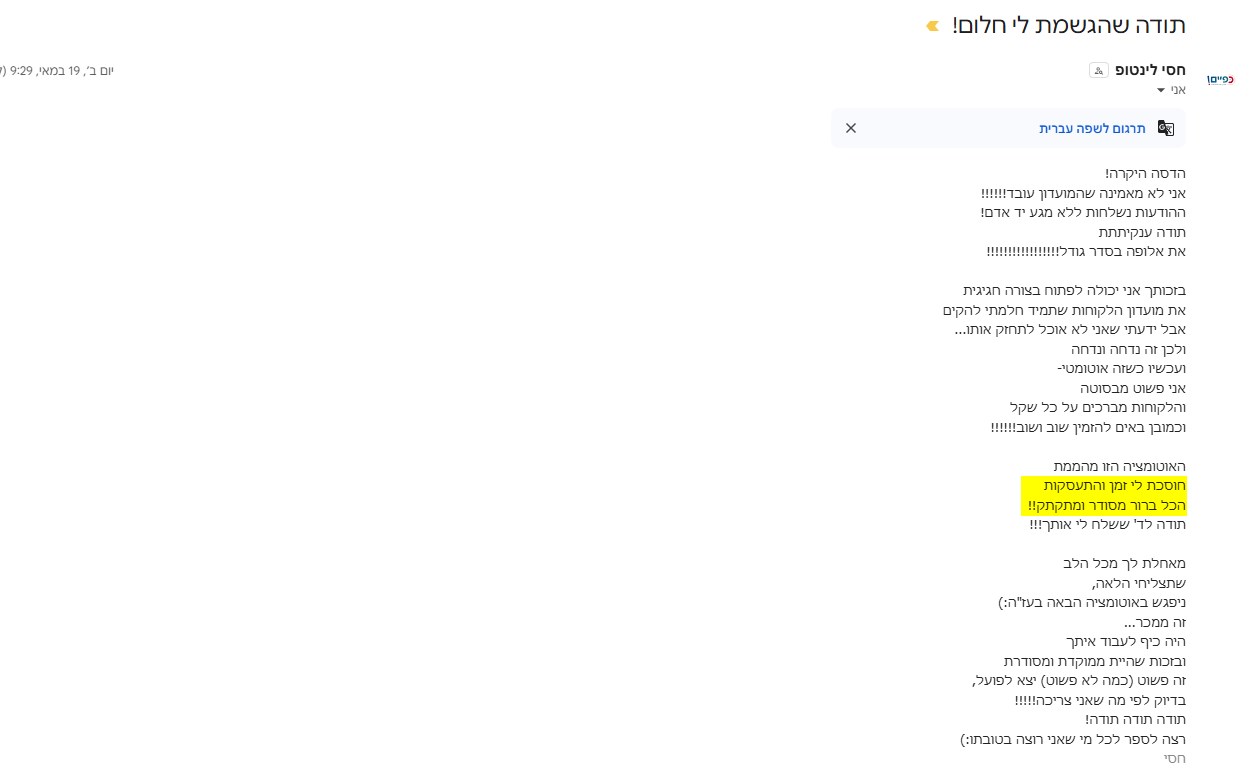 תודה שהגשמת לי חלום!
חסי לינטופ
יום ב׳, 19 במאי, 9:29
כפיים!
אני
תרגום לשפה עברית
הדסה היקרה!
אני לא מאמינה שהמועדון עובד!!!!!!
ההודעות נשלחות ללא מגע יד אדם!
תודה ענקיתתת
את אלופה בסדר גודל!!!!!!!!!!!!!!!!!
בזכותך אני יכולה לפתוח בצורה חגיגית
את מועדון הלקוחות שתמיד חלמתי להקים
אבל ידעתי שאני לא אוכל לתחזק אותו...
ולכן זה נדחה ונדחה
ועכשיו כשזה אוטומטי-
אני פשוט מבסוטה
והלקוחות מברכים על כל שקל
וכמובן באים להזמין שוב ושוב!!!!!!
האוטומציה הזו מהממת
חוסכת לי זמן והתעסקות
הכל ברור מסודר ומתקתק!!
תודה לד' ששלח לי אותך!!!
מאחלת לך מכל הלב
שתצליחי הלאה,
ניפגש באוטומציה הבאה בעז"ה:)
זה ממכר...
היה כיף לעבוד איתך
ובזכות שהיית ממוקדת ומסודרת
זה פשוט (כמה לא פשוט) יצא לפועל,
בדיוק לפי מה שאני צריכה!!!!!
תודה תודה תודה!
רצה לספר לכל מי שאני רוצה בטובתו:)
חסי